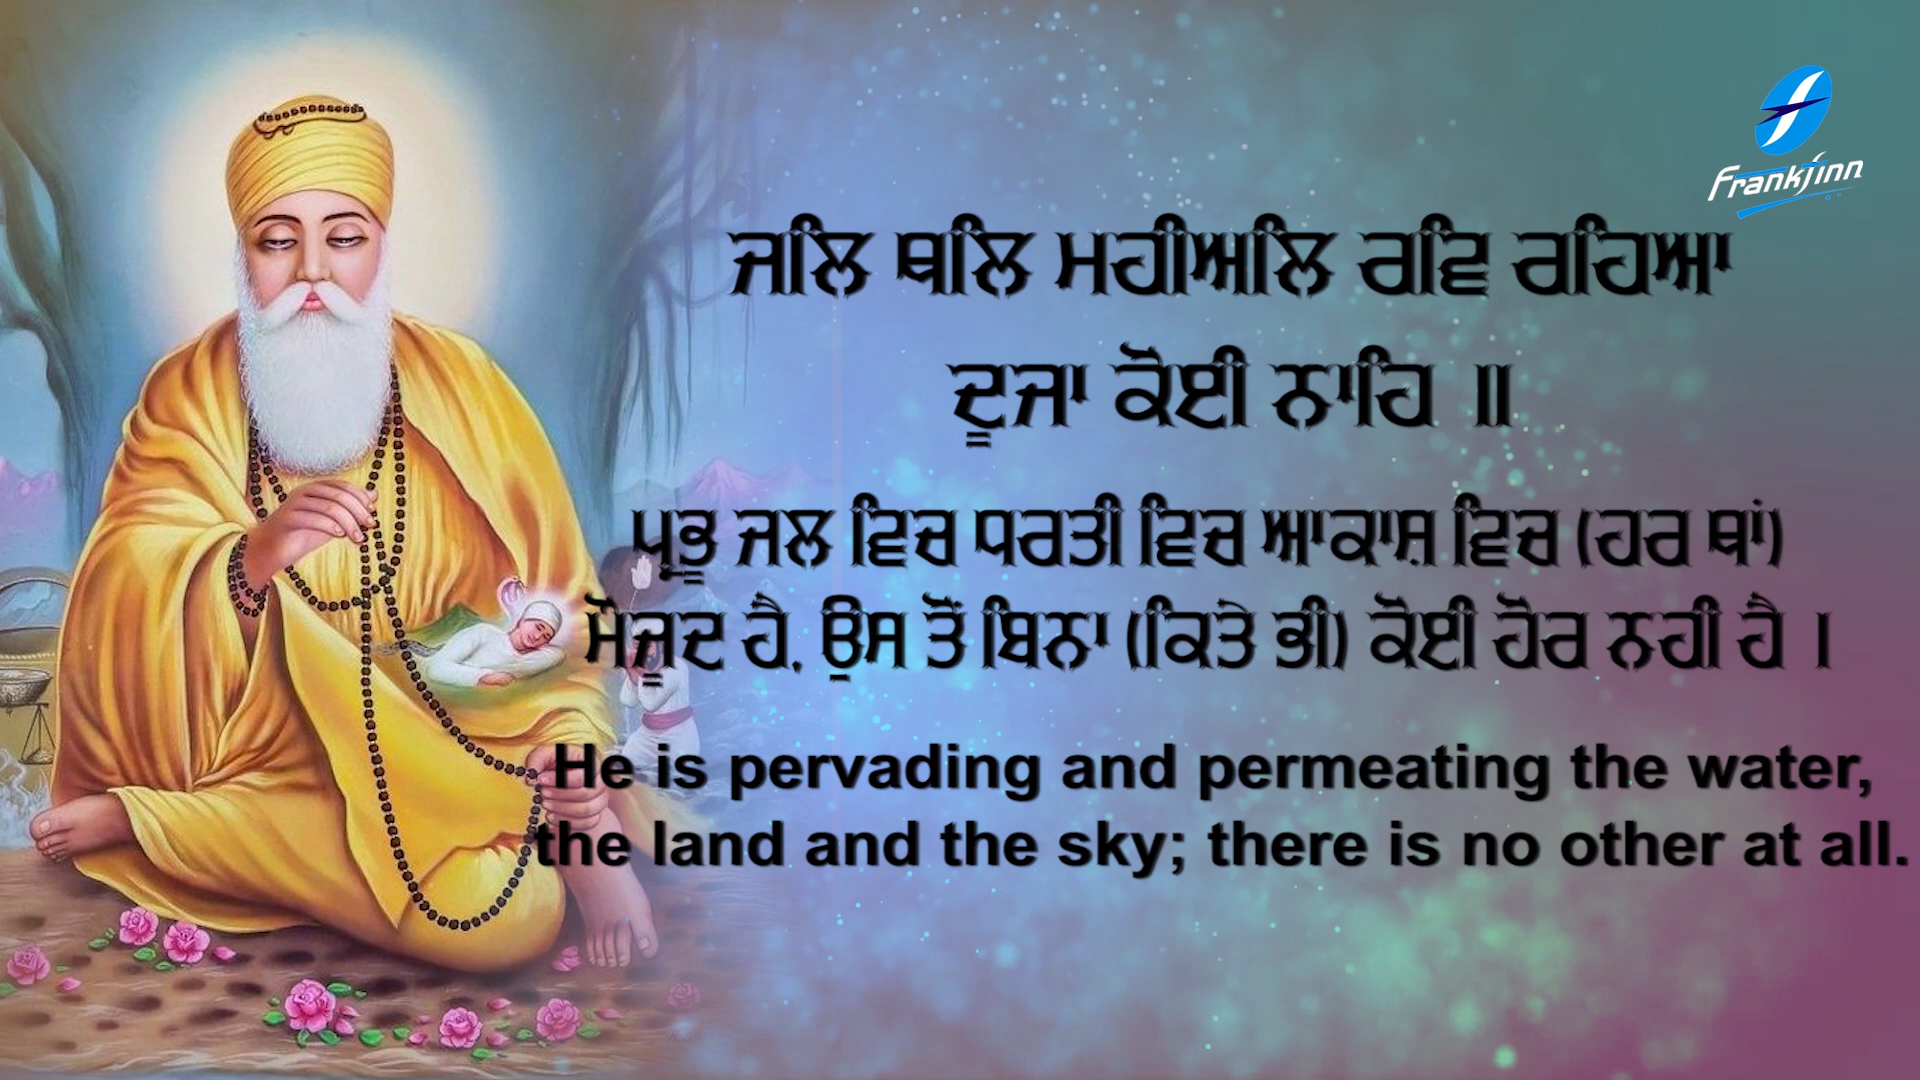 Frankfinn
ਜਲਿ ਥਲਿ ਮਹੀਅਲਿ ਰਵਿ ਰਹਿਆ
ਦੂਜਾ ਕੋਈ ਨਾਹਿ ॥
ਪ੍ਰਭੂ ਜਲ ਵਿਚ ਧਰਤੀ ਵਿਚ ਆਕਾਸ਼ ਵਿਚ (ਹਰ ਥਾਂ)
ਮੌਜੂਦ ਹੈ, ਉਸ ਤੋਂ ਬਿਨਾ (ਕਿਤੇ ਭੀ) ਕੋਈ ਹੋਰ ਨਹੀ ਹੈ ।
He is pervading and permeating the water,
the land and the sky; there is no other at all.